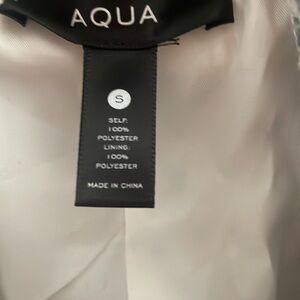 AQUA
S
SELF:
100%
POLYESTER
LINING:
100%
POLYESTER
MADE IN CHINA